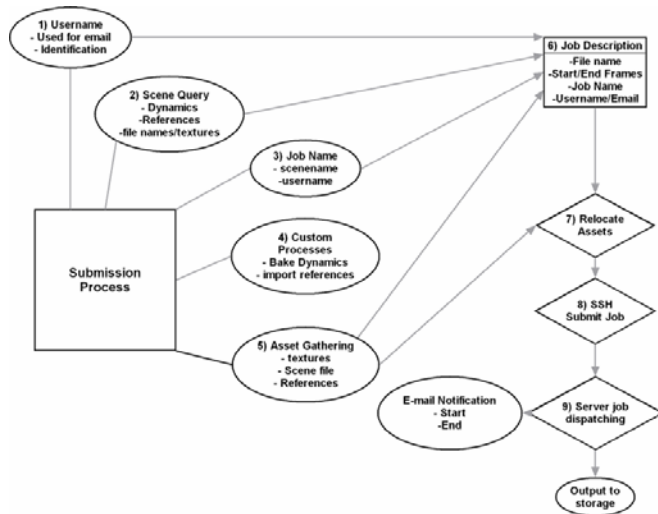 1) Username
- Used for email
- Identification
2) Scene Query
- Dynamics
-References
-file names/textures
3) Job Name
- scenename
-username
Submission
Process
4) Custom
Processes
- Bake Dynamics
- import references
5) Asset Gathering
- textures
- Scene file
- References
6) Job Description
-File name
-Start/End Frames
-Job Name
-Username/Email
7) Relocate
Assets
8) SSH
Submit Job
9) Server job
dispatching
E-mail Notification
- Start
-End
Output to
storage